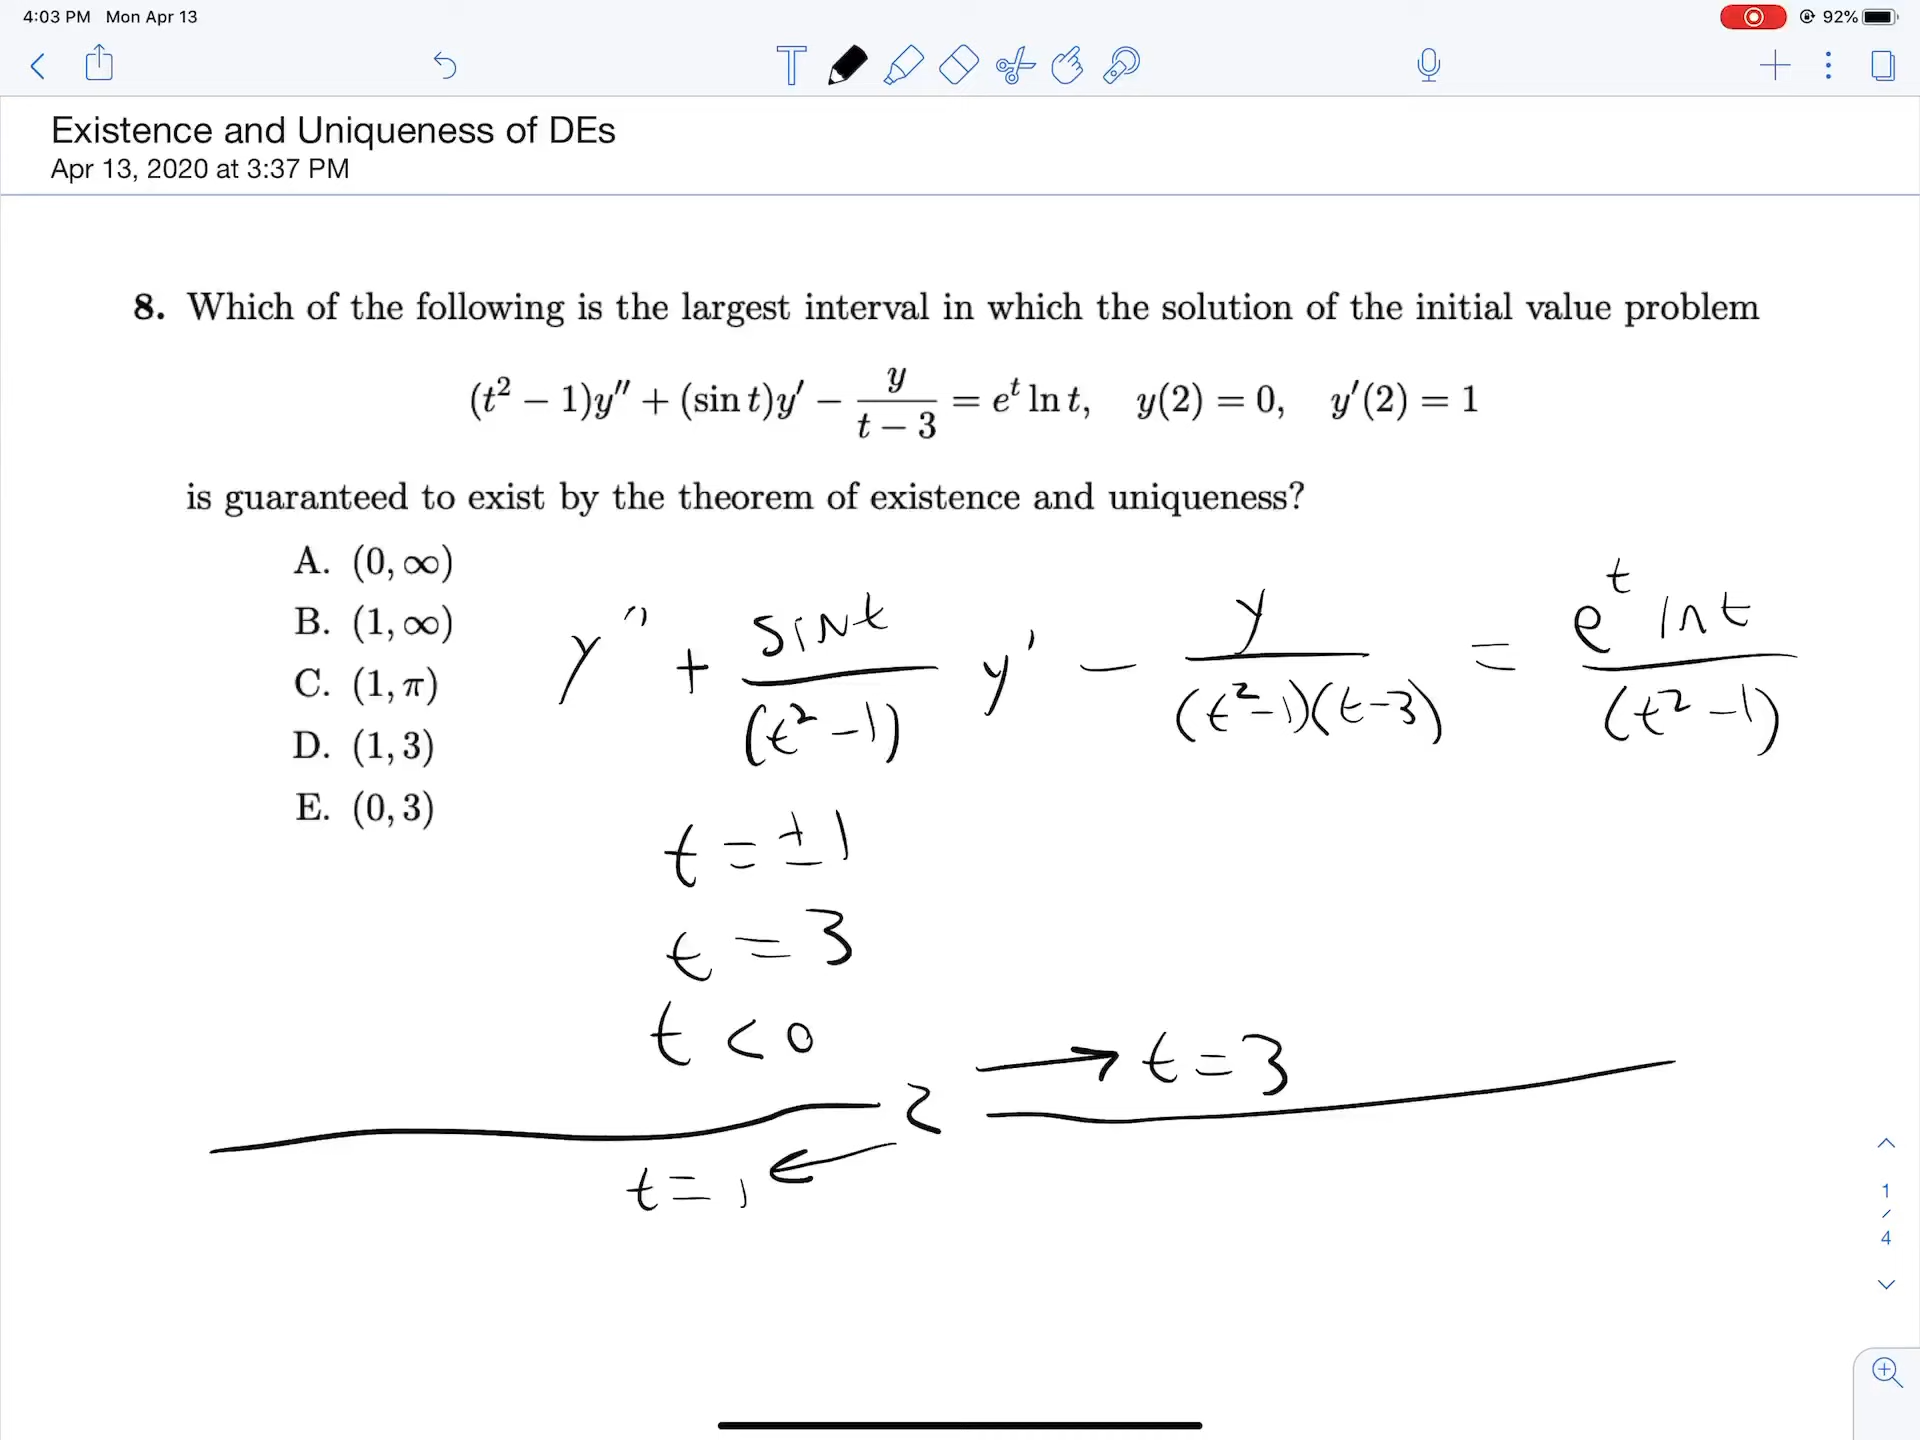 4:03 PM Mon Apr 13
92%
T
Existence and Uniqueness of DEs
Apr 13, 2020 at 3:37 PM
8. Which of the following is the largest interval in which the solution of the initial value problem
(t² − 1)y″ + (sin t)y′ − y/(t − 3) = eᵗ ln t, y(2) = 0, y′(2) = 1
is guaranteed to exist by the theorem of existence and uniqueness?
A. (0, ∞)
B. (1, ∞)
C. (1, π)
D. (1, 3)
E. (0, 3)
y″ + sint/(t²−1) y′ − y/(t²−1)(t−3) = eᵗ lnt/(t²−1)
t = ±1
t = 3
t < 0
2 → t = 3
t = 1 ←
1
/
4